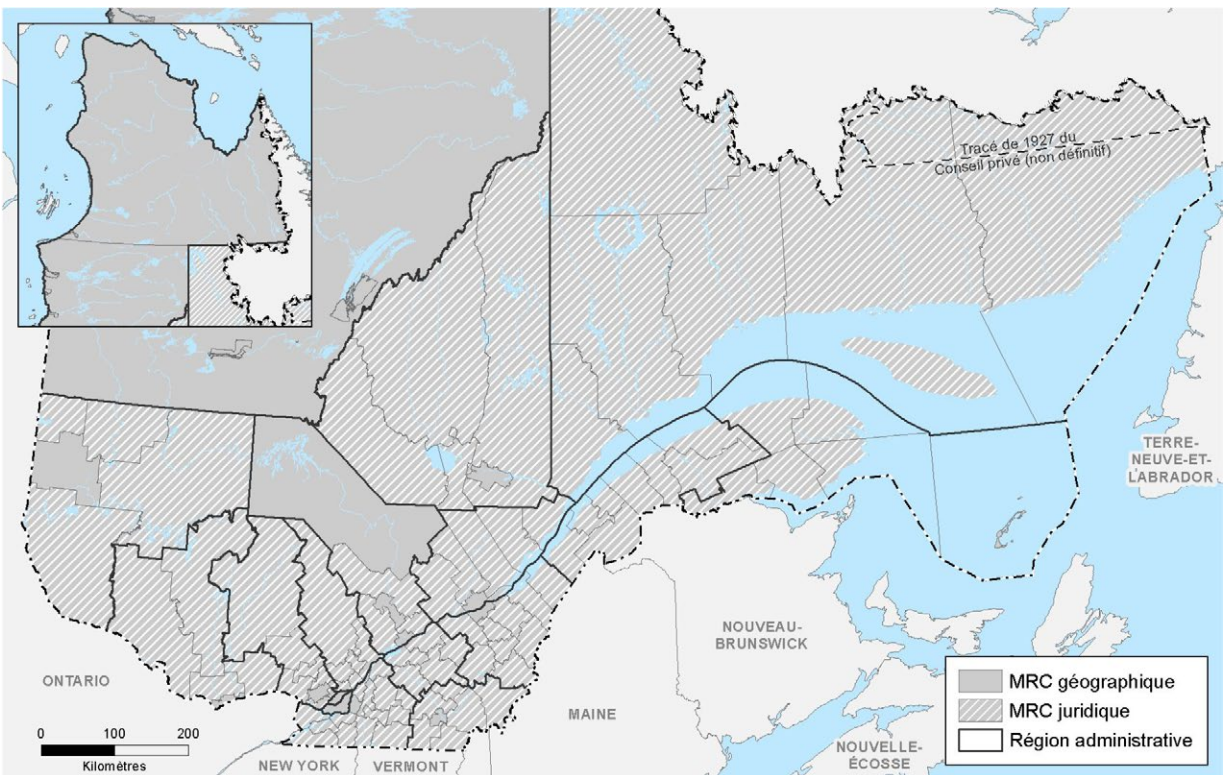 Tracé de 1927 du
Conseil privé (non définitif)
TERRE-
NEUVE-ET-
LABRADOR
NOUVEAU-
BRUNSWICK
ONTARIO
MAINE
NEW YORK
VERMONT
NOUVELLE-
ÉCOSSE
0 100 200
Kilomètres
MRC géographique
MRC juridique
Région administrative